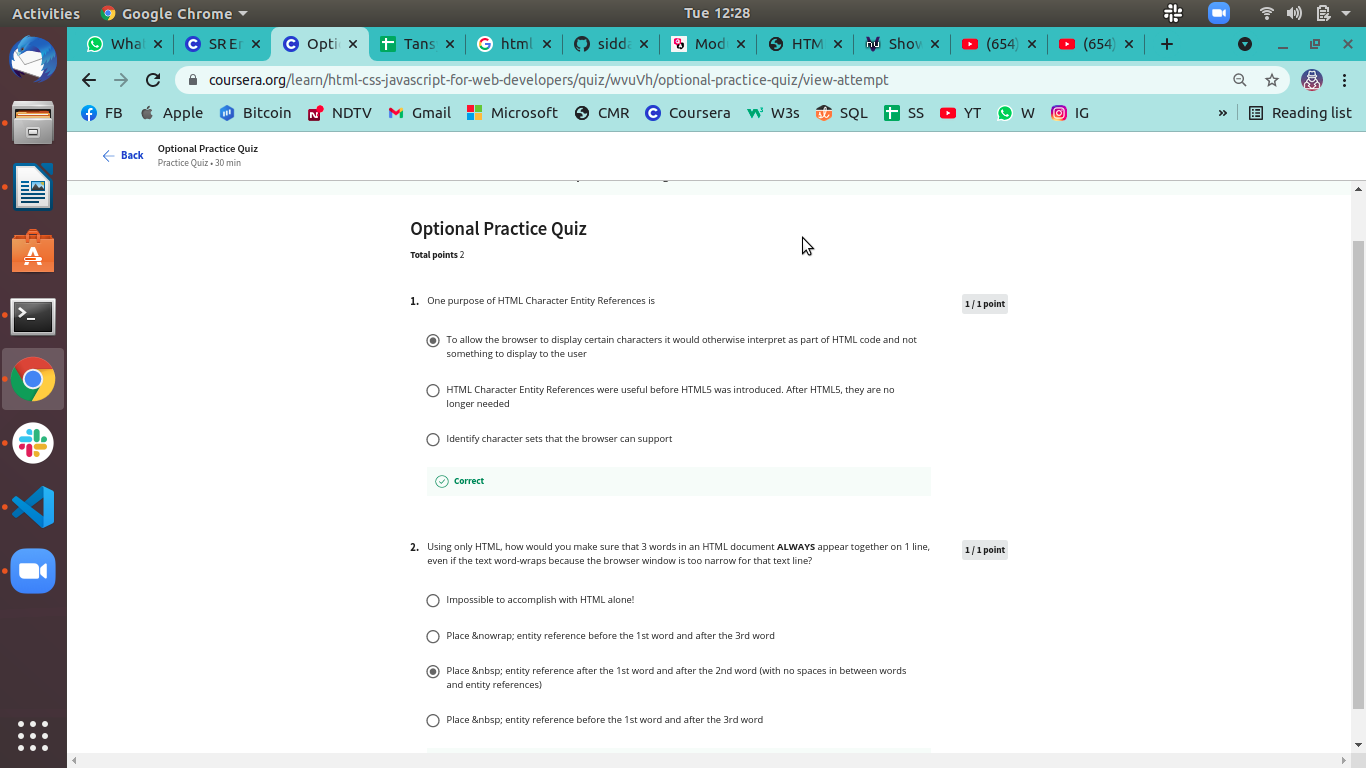 Activities Google Chrome Tue 12:28
What SR Er Opti Tans html sidd Mod HTM Shov (654) (654)
coursera.org/learn/html-css-javascript-for-web-developers/quiz/wvuVh/optional-practice-quiz/view-attempt
FB Apple Bitcoin NDTV Gmail Microsoft CMR Coursera W3s SQL SS YT W IG » Reading list
Back
Optional Practice Quiz
Practice Quiz • 30 min
Optional Practice Quiz
Total points 2
1. One purpose of HTML Character Entity References is
1 / 1 point
To allow the browser to display certain characters it would otherwise interpret as part of HTML code and not
something to display to the user
HTML Character Entity References were useful before HTML5 was introduced. After HTML5, they are no
longer needed
Identify character sets that the browser can support
Correct
2. Using only HTML, how would you make sure that 3 words in an HTML document ALWAYS appear together on 1 line,
even if the text word-wraps because the browser window is too narrow for that text line?
1 / 1 point
Impossible to accomplish with HTML alone!
Place &nowrap; entity reference before the 1st word and after the 3rd word
Place &nbsp; entity reference after the 1st word and after the 2nd word (with no spaces in between words
and entity references)
Place &nbsp; entity reference before the 1st word and after the 3rd word